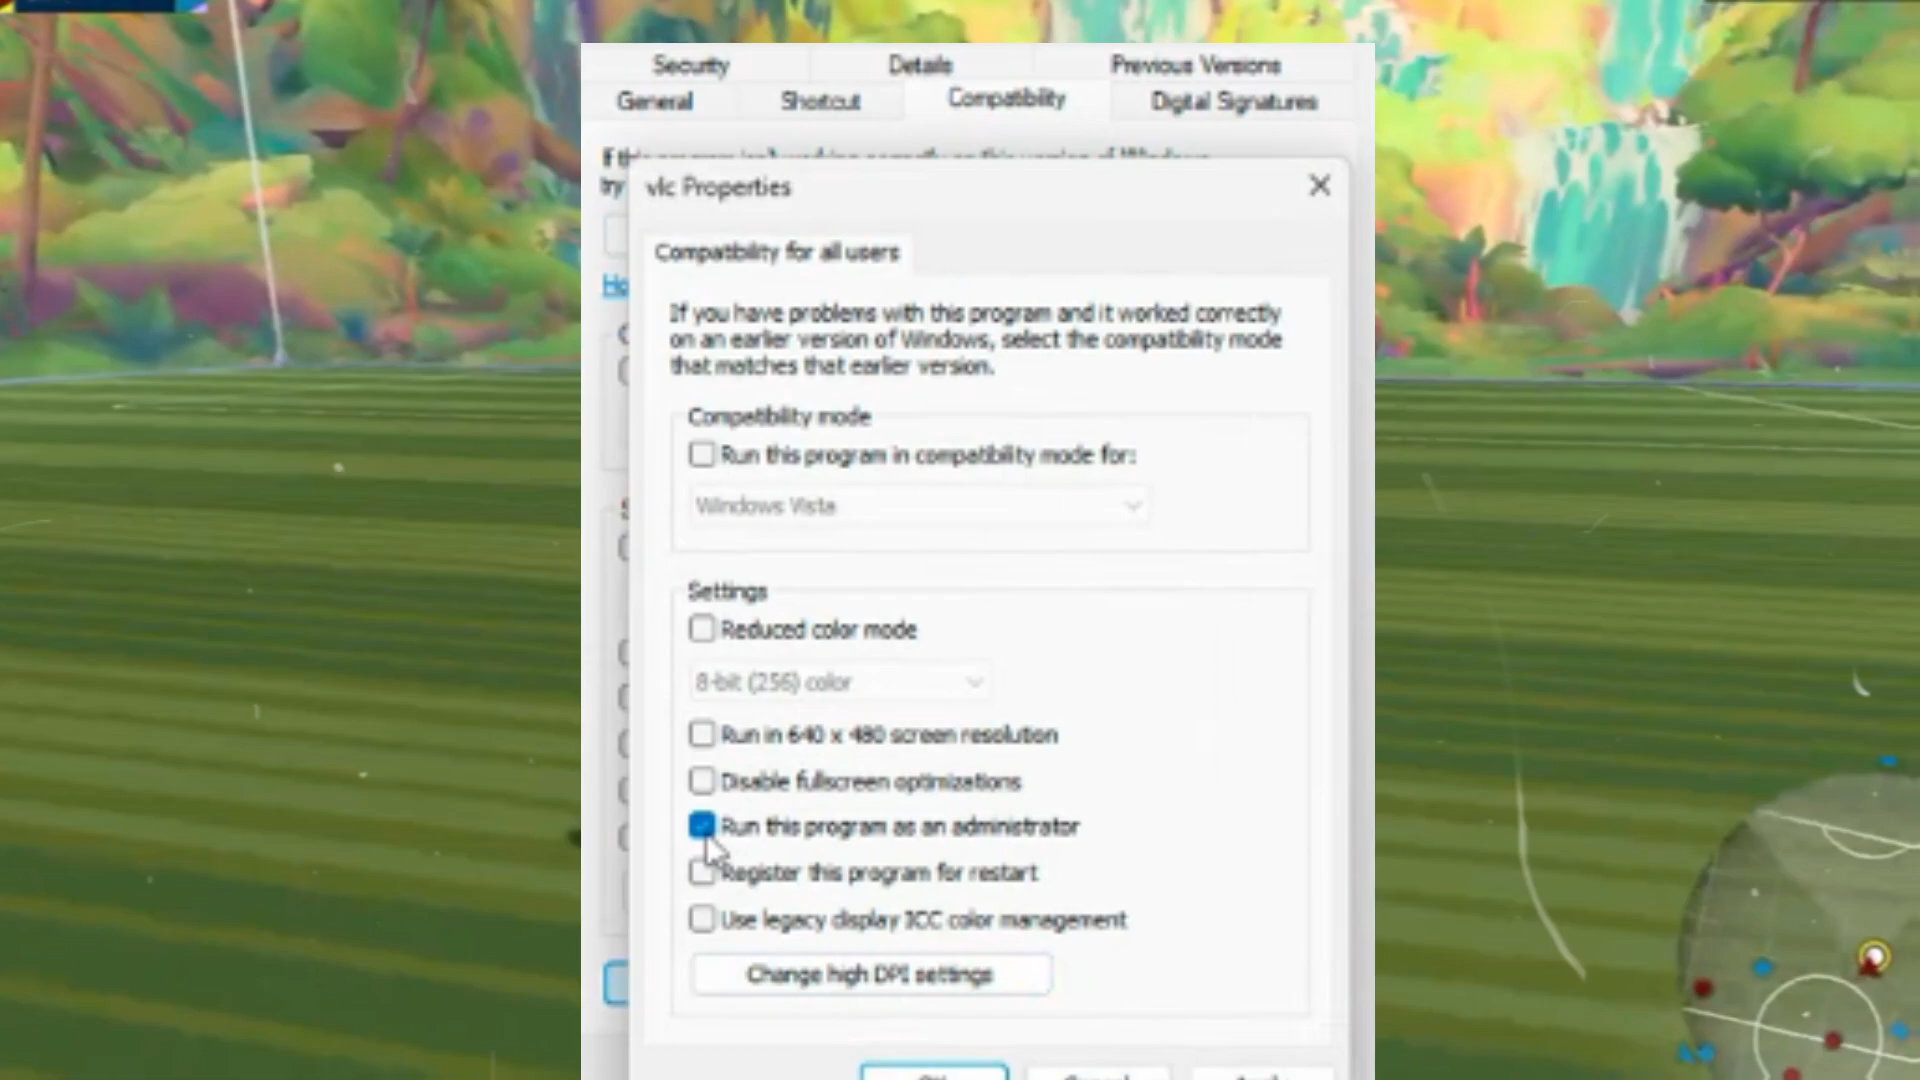 Security Details Previous Versions
General Shortcut Compatibility Digital Signatures
try
vlc Properties
Compatibility for all users
If you have problems with this program and it worked correctly
on an earlier version of Windows, select the compatibility mode
that matches that earlier version.
Compatibility mode
Run this program in compatibility mode for:
Windows Vista
Settings
Reduced color mode
8-bit (256) color
Run in 640 x 480 screen resolution
Disable fullscreen optimizations
Run this program as an administrator
Register this program for restart
Use legacy display ICC color management
Change high DPI settings